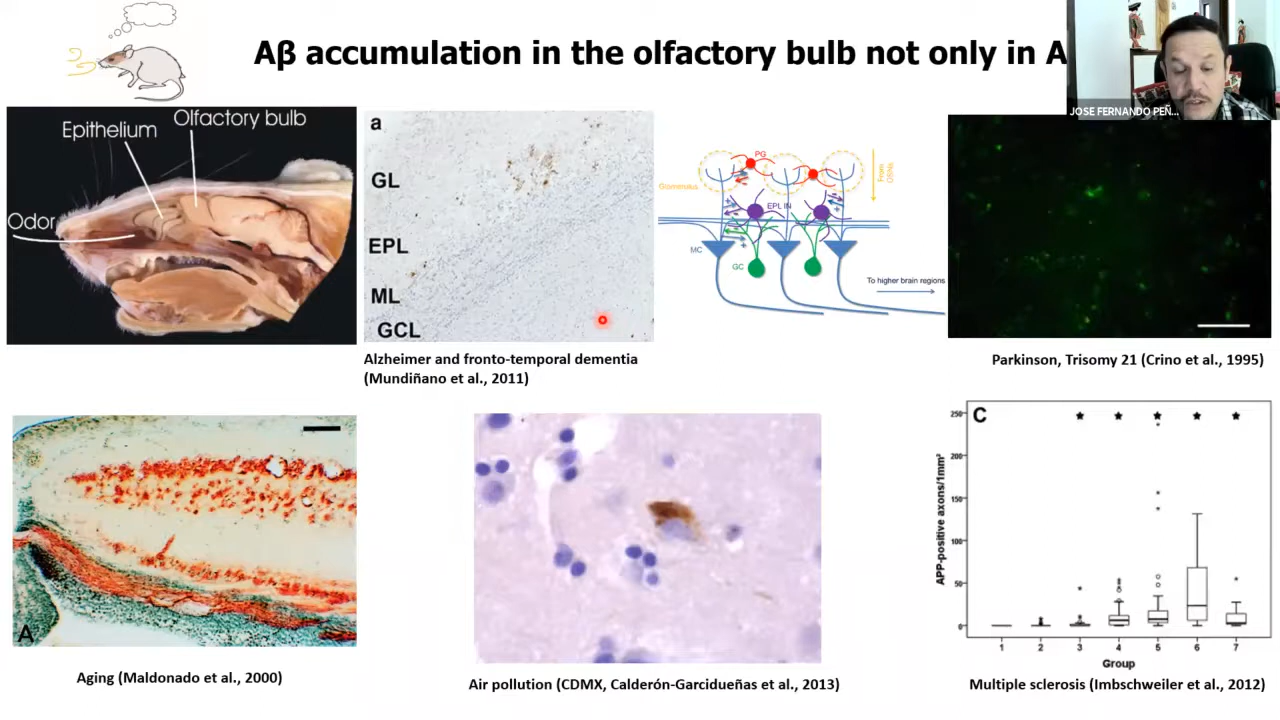 Aβ accumulation in the olfactory bulb not only in A
JOSE FERNANDO PEÑ...
Epithelium
Olfactory bulb
Odor
a
GL
EPL
ML
GCL
PG
Glomerulus
From
OSNs
EPL IN
MC
GC
To higher brain regions
Alzheimer and fronto-temporal dementia
(Mundiñano et al., 2011)
Parkinson, Trisomy 21 (Crino et al., 1995)
A
Aging (Maldonado et al., 2000)
Air pollution (CDMX, Calderón-Garcidueñas et al., 2013)
C
250
200
150
100
50
0
APP-positive axons/1mm²
1 2 3 4 5 6 7
Group
Multiple sclerosis (Imbschweiler et al., 2012)